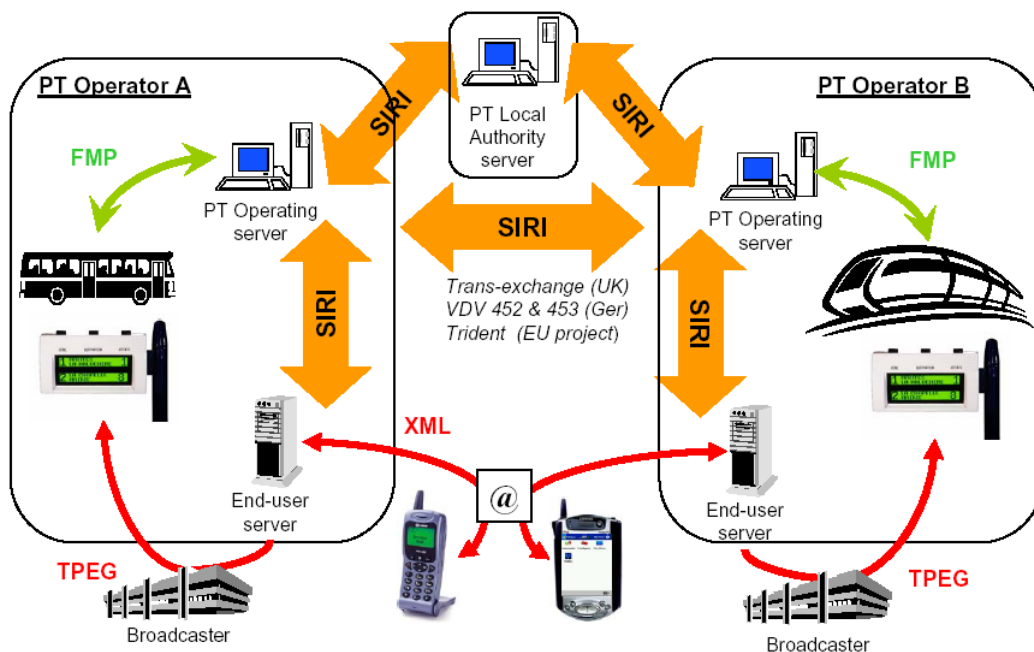 PT Operator A
PT Operator B
SIRI
PT Local
Authority
server
SIRI
FMP
FMP
PT Operating
server
PT Operating
server
SIRI
SIRI
Trans-exchange (UK)
VDV 452 & 453 (Ger)
Trident (EU project)
SIRI
XML
@
End-user
server
End-user
server
TPEG
TPEG
Broadcaster
Broadcaster